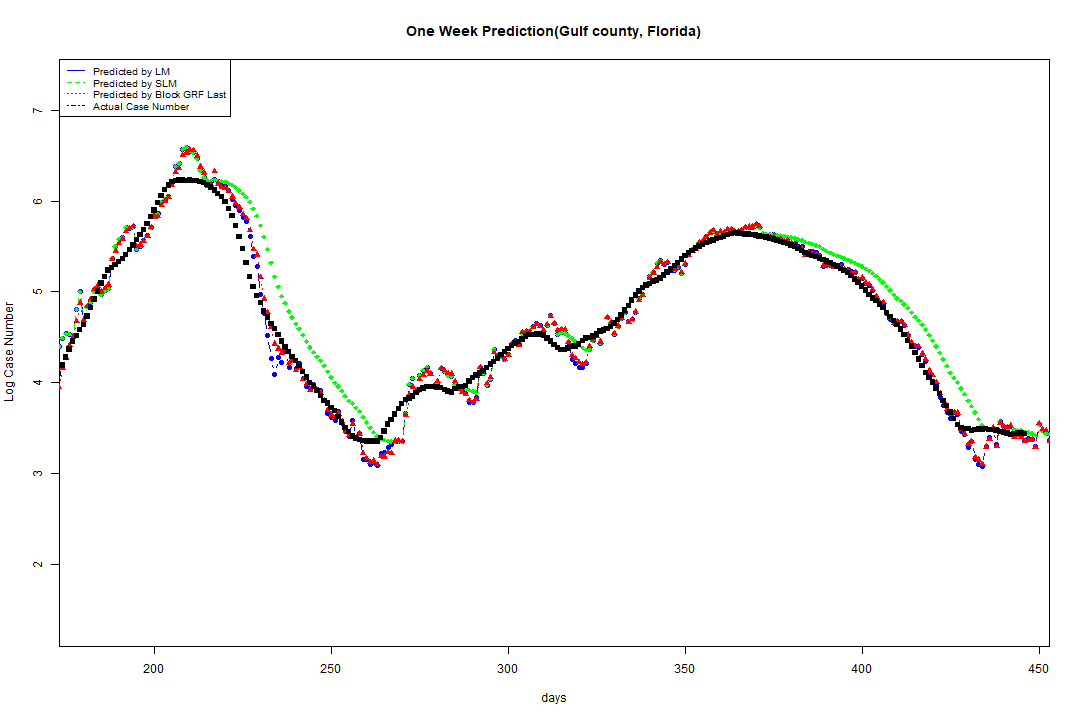 One Week Prediction(Gulf county, Florida)
Predicted by LM
Predicted by SLM
Predicted by Block GRF Last
Actual Case Number
7
6
5
4
3
2
Log Case Number
200 250 300 350 400 450
days